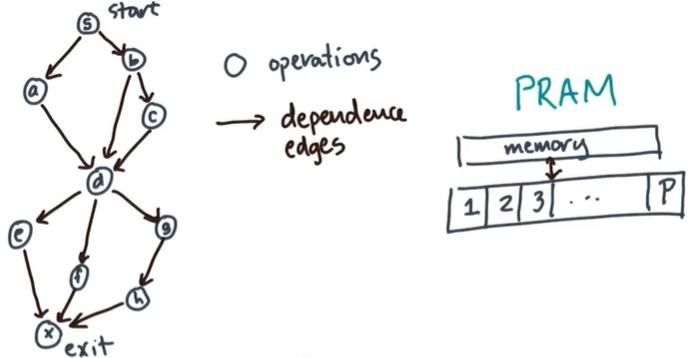 s start
b
a
c
d
e
g
f
h
x
exit
operations
dependence
edges
PRAM
memory
1 2 3 ... P